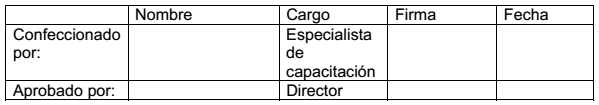 Nombre Cargo Firma Fecha
Confeccionado por: Especialista de capacitación
Aprobado por: Director